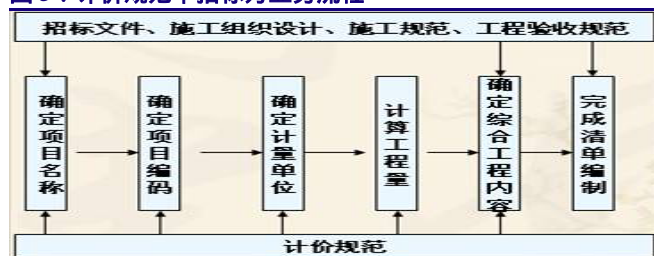 招标文件、施工组织设计、施工规范、工程验收规范
确定项目名称
确定项目编码
确定计量单位
计算工程量
确定综合工程内容
完成清单编制
计价规范